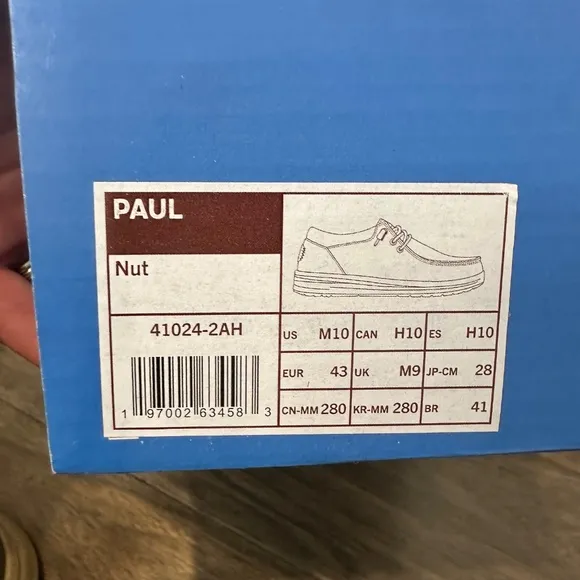 PAUL
Nut
41024-2AH
1 97002 63458 3
US M10 CAN H10 ES H10
EUR 43 UK M9 JP-CM 28
CN-MM 280 KR-MM 280 BR 41